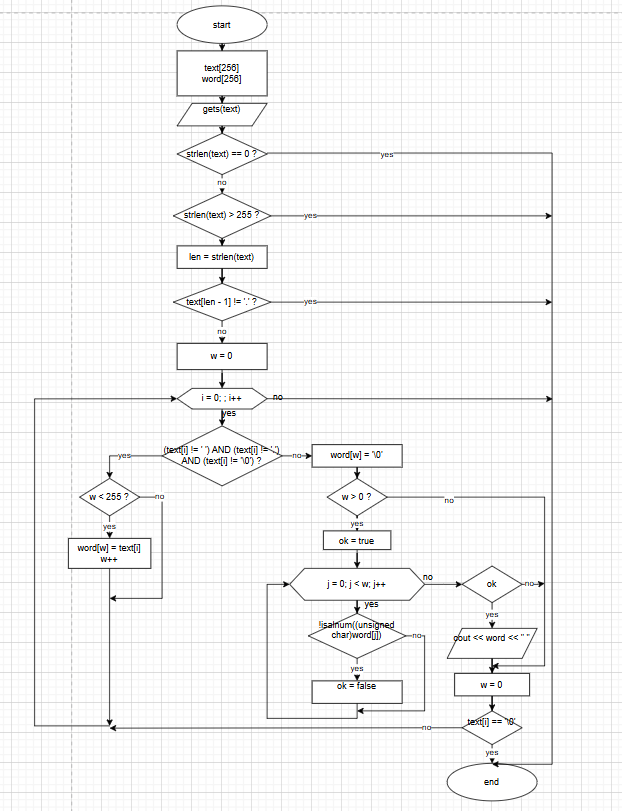 start
text[256]
word[256]
gets(text)
strlen(text) == 0 ?
yes
no
strlen(text) > 255 ?
yes
len = strlen(text)
text[len - 1] != '.' ?
yes
no
w = 0
i = 0; ; i++
no
yes
(text[i] != ' ') AND (text[i] != '.')
AND (text[i] != '\0') ?
yes
no
word[w] = '\0'
w < 255 ?
no
w > 0 ?
no
yes
yes
word[w] = text[i]
w++
ok = true
j = 0; j < w; j++
no
ok
no
yes
yes
!isalnum((unsigned
char)word[j])
no
cout << word << " "
yes
ok = false
w = 0
text[i] == '\0'
no
yes
end